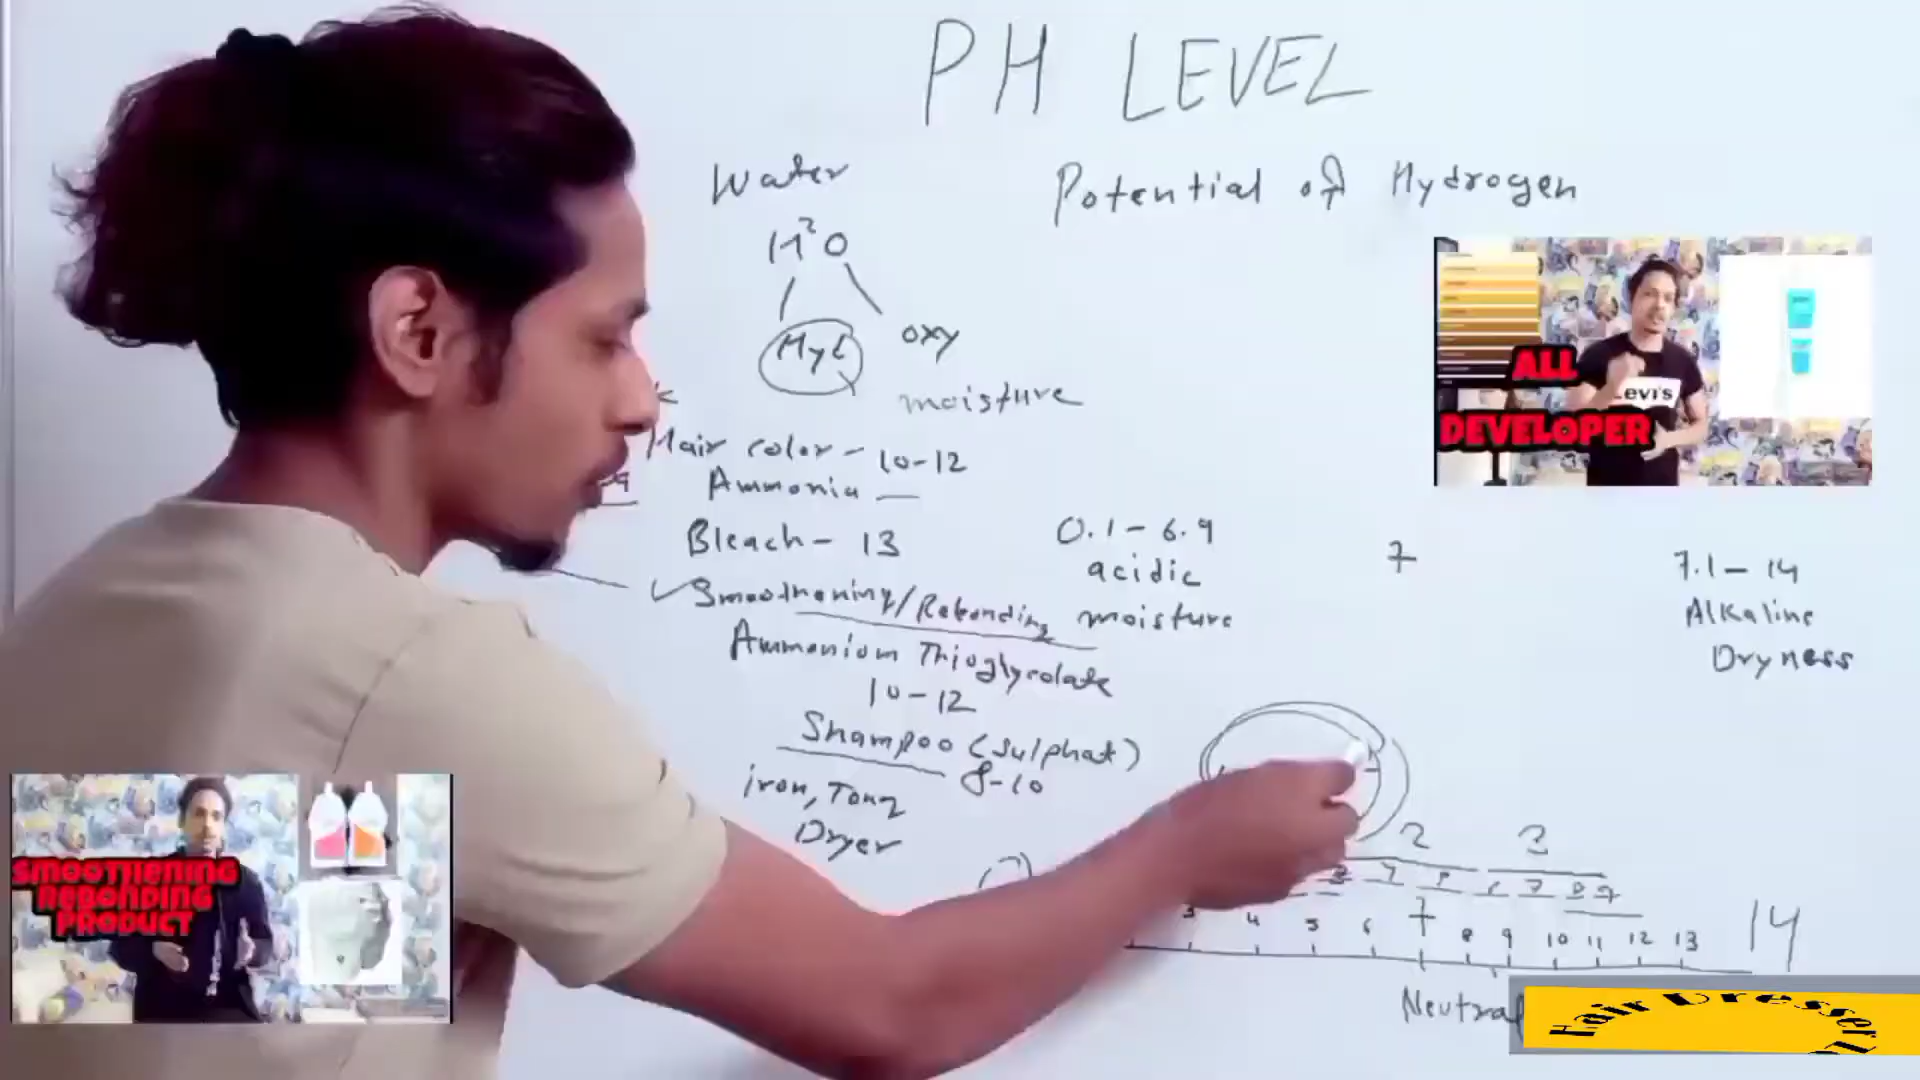 PH LEVEL
Water
Potential of Hydrogen
H²O
Hyd
oxy
moisture
Hair color - 10-12
Ammonia
Bleach - 13
Smoothening/Rebonding
Ammonium Thioglycolate
10-12
Shampoo (sulphat)
8-10
iron, Tong
Dryer
0.1 - 6.9
acidic
moisture
7
7.1 - 14
Alkaline
Dryness
2 3
3 4 5 6 7 8 9 10 11 12 13 14
Neutral
ALL
DEVELOPER
Levi's
SMOOTHENING
REBONDING
PRODUCT
Hair Dresser